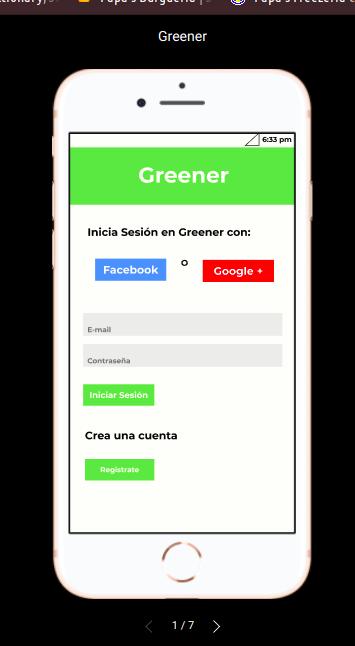 Greener
6:33 pm
Greener
Inicia Sesión en Greener con:
Facebook
O
Google +
E-mail
Contraseña
Iniciar Sesión
Crea una cuenta
Registrate
1 / 7